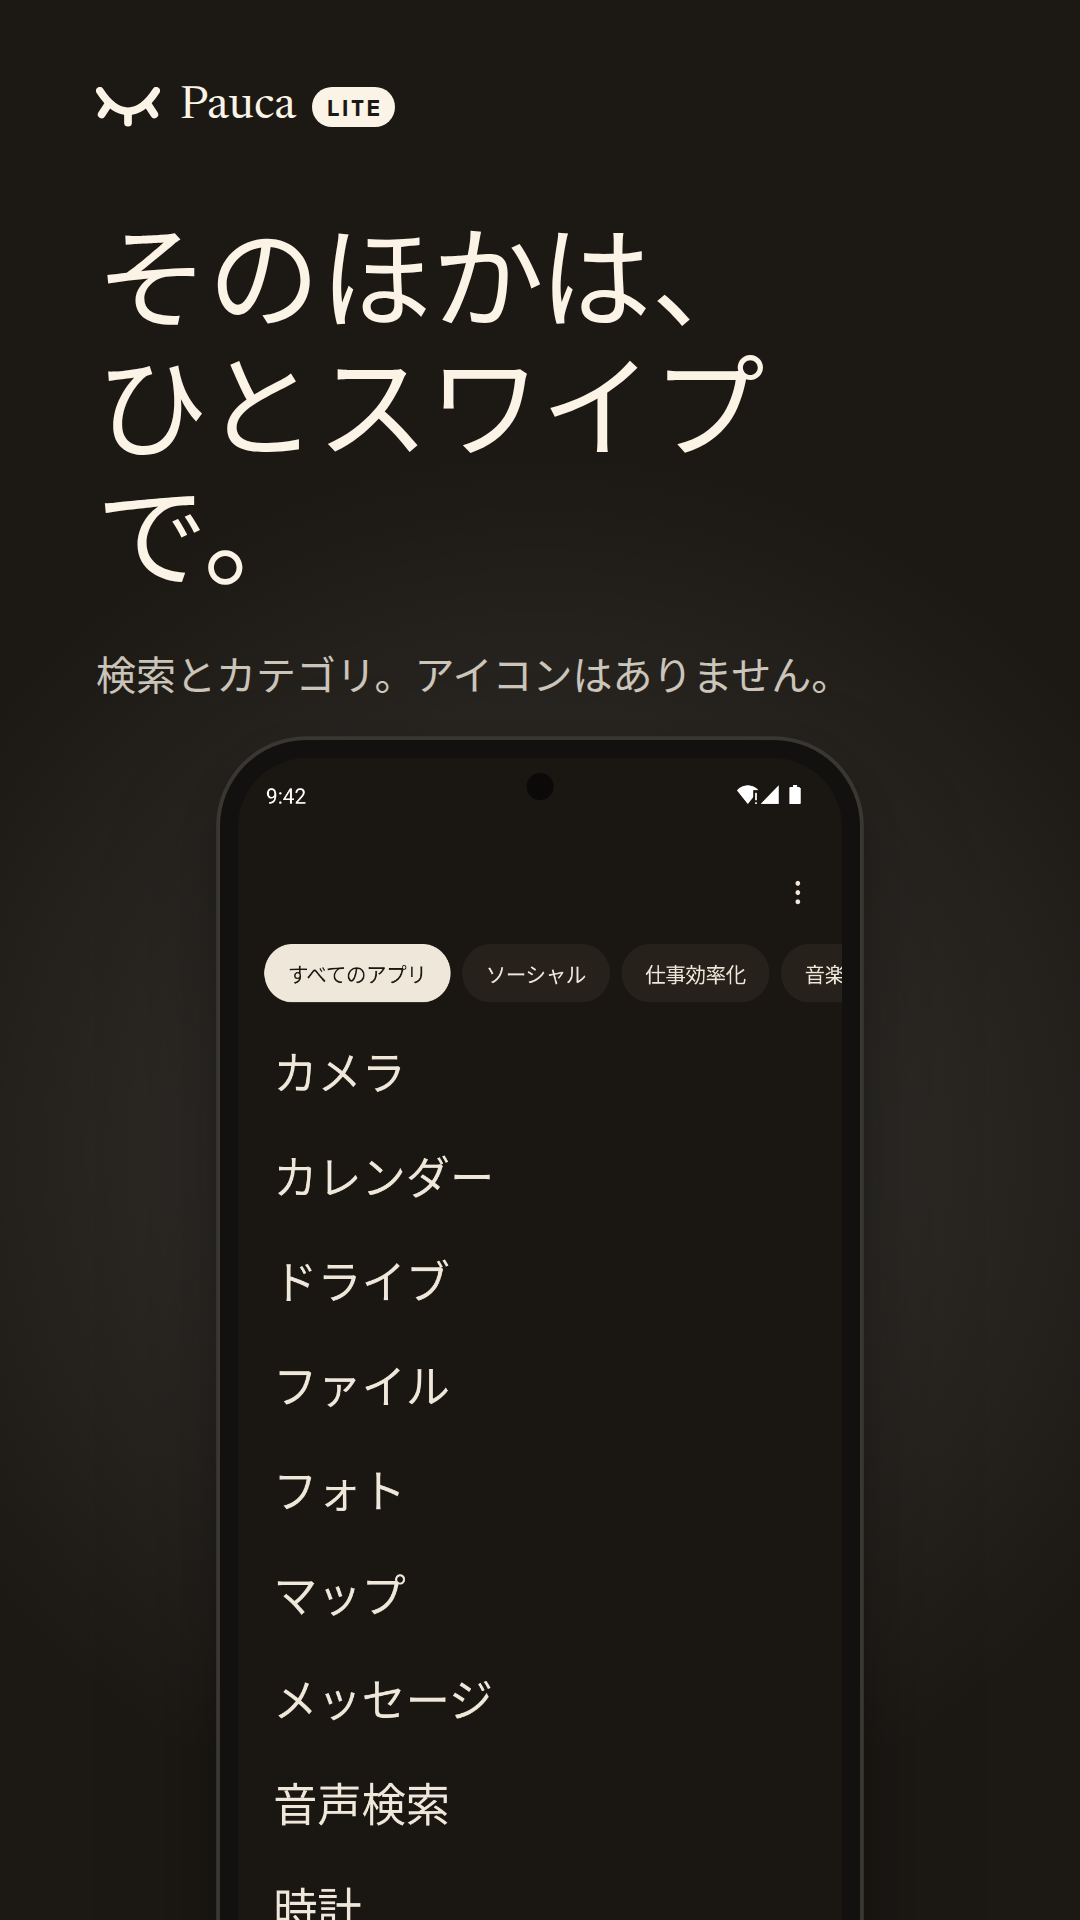 Pauca LITE
そのほかは、
ひとスワイプ
で。
検索とカテゴリ。アイコンはありません。
9:42
すべてのアプリ ソーシャル 仕事効率化 音楽
カメラ
カレンダー
ドライブ
ファイル
フォト
マップ
メッセージ
音声検索
時計